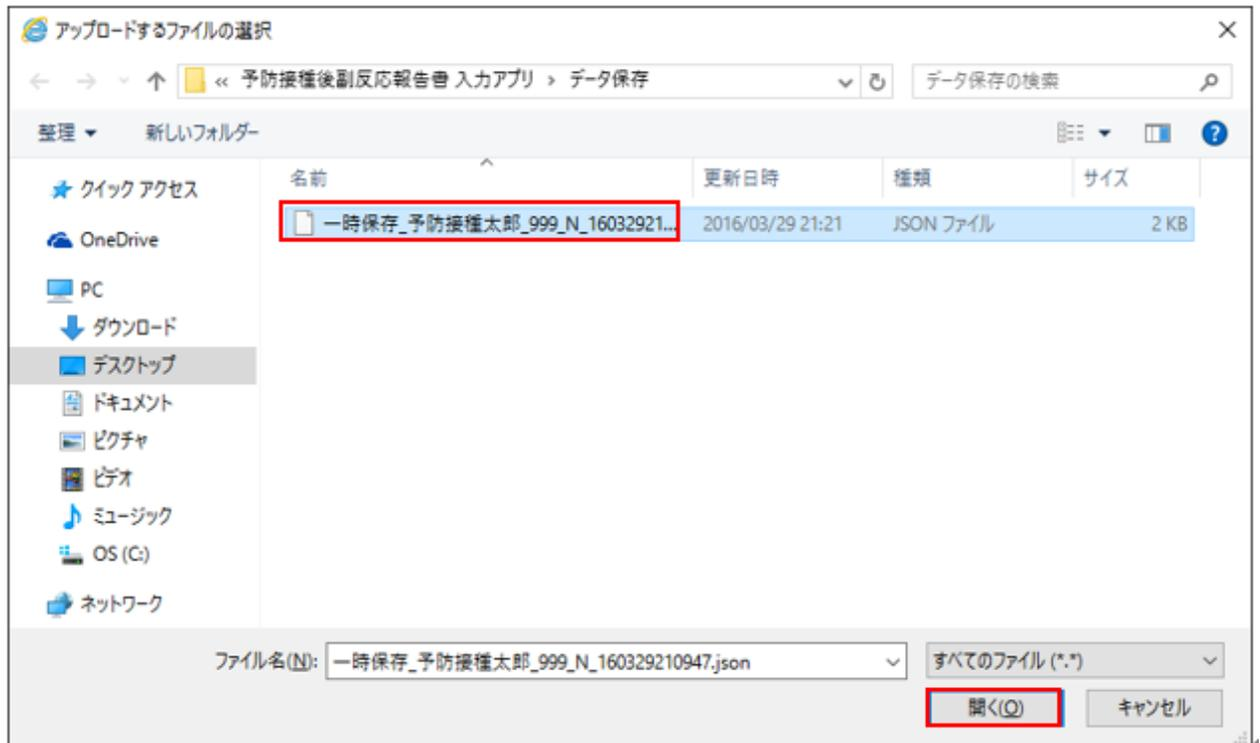 アップロードするファイルの選択
« 予防接種後副反応報告書 入力アプリ › データ保存
データ保存の検索
整理
新しいフォルダー
名前 更新日時 種類 サイズ
一時保存_予防接種太郎_999_N_16032921... 2016/03/29 21:21 JSON ファイル 2 KB
クイック アクセス
OneDrive
PC
ダウンロード
デスクトップ
ドキュメント
ピクチャ
ビデオ
ミュージック
OS (C:)
ネットワーク
ファイル名(N): 一時保存_予防接種太郎_999_N_160329210947.json
すべてのファイル (*.*)
開く(O)
キャンセル